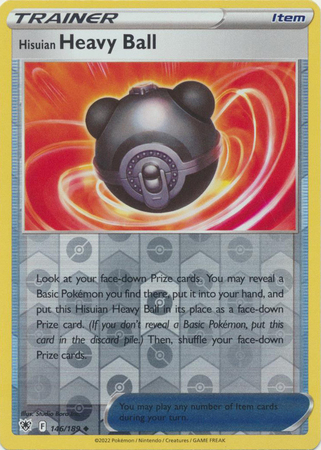 TRAINER
Item
Hisuian Heavy Ball
Look at your face-down Prize cards. You may reveal a
Basic Pokémon you find there, put it into your hand, and
put this Hisuian Heavy Ball in its place as a face-down
Prize card. (If you don't reveal a Basic Pokémon, put this
card in the discard pile.) Then, shuffle your face-down
Prize cards.
Illus. Studio Bora
F 146/189
You may play any number of Item cards
during your turn.
©2022 Pokémon / Nintendo / Creatures / GAME FREAK